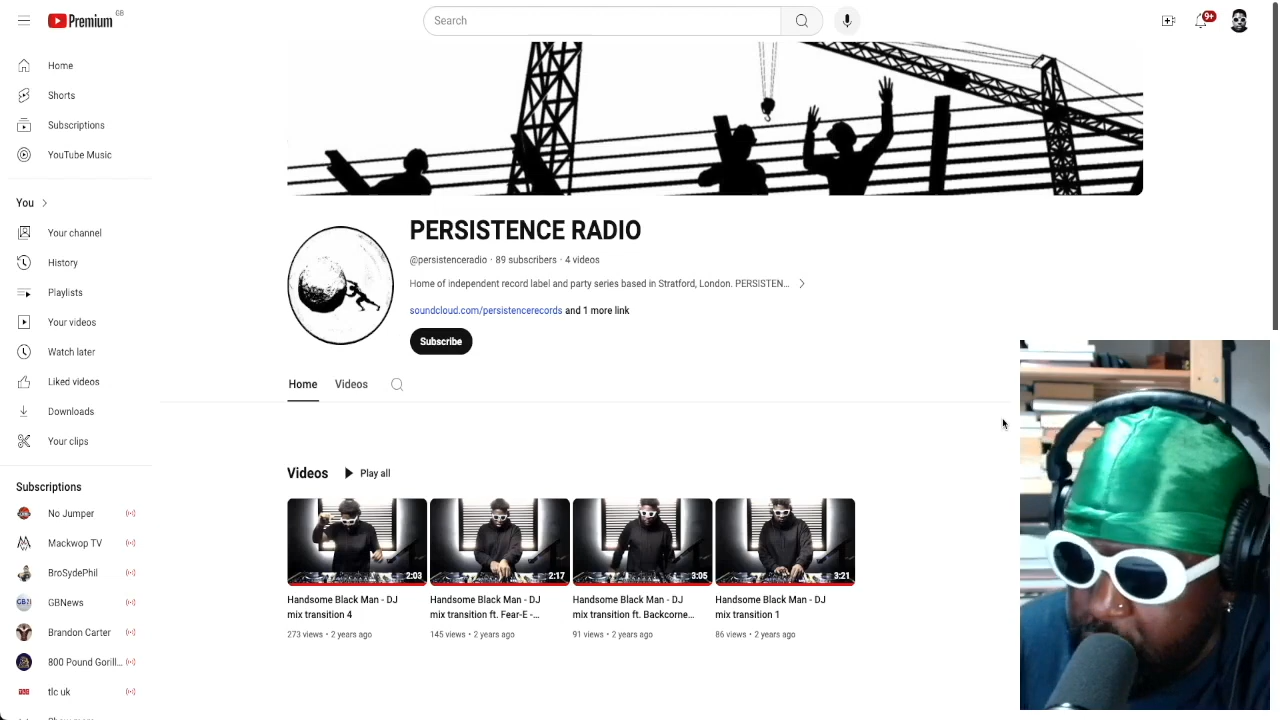 Premium GB
Search
9+
Home
Shorts
Subscriptions
YouTube Music
You
Your channel
History
Playlists
Your videos
Watch later
Liked videos
Downloads
Your clips
Subscriptions
No Jumper
Mackwop TV
BroSydePhil
GBNews
Brandon Carter
800 Pound Gorill...
tlc uk
PERSISTENCE RADIO
@persistenceradio · 89 subscribers · 4 videos
Home of independent record label and party series based in Stratford, London. PERSISTEN...
soundcloud.com/persistencerecords and 1 more link
Subscribe
Home Videos
Videos Play all
2:03 2:17 3:05 3:21
Handsome Black Man - DJ
mix transition 4
273 views • 2 years ago
Handsome Black Man - DJ
mix transition ft. Fear-E -...
145 views • 2 years ago
Handsome Black Man - DJ
mix transition ft. Backcorne...
91 views • 2 years ago
Handsome Black Man - DJ
mix transition 1
86 views • 2 years ago